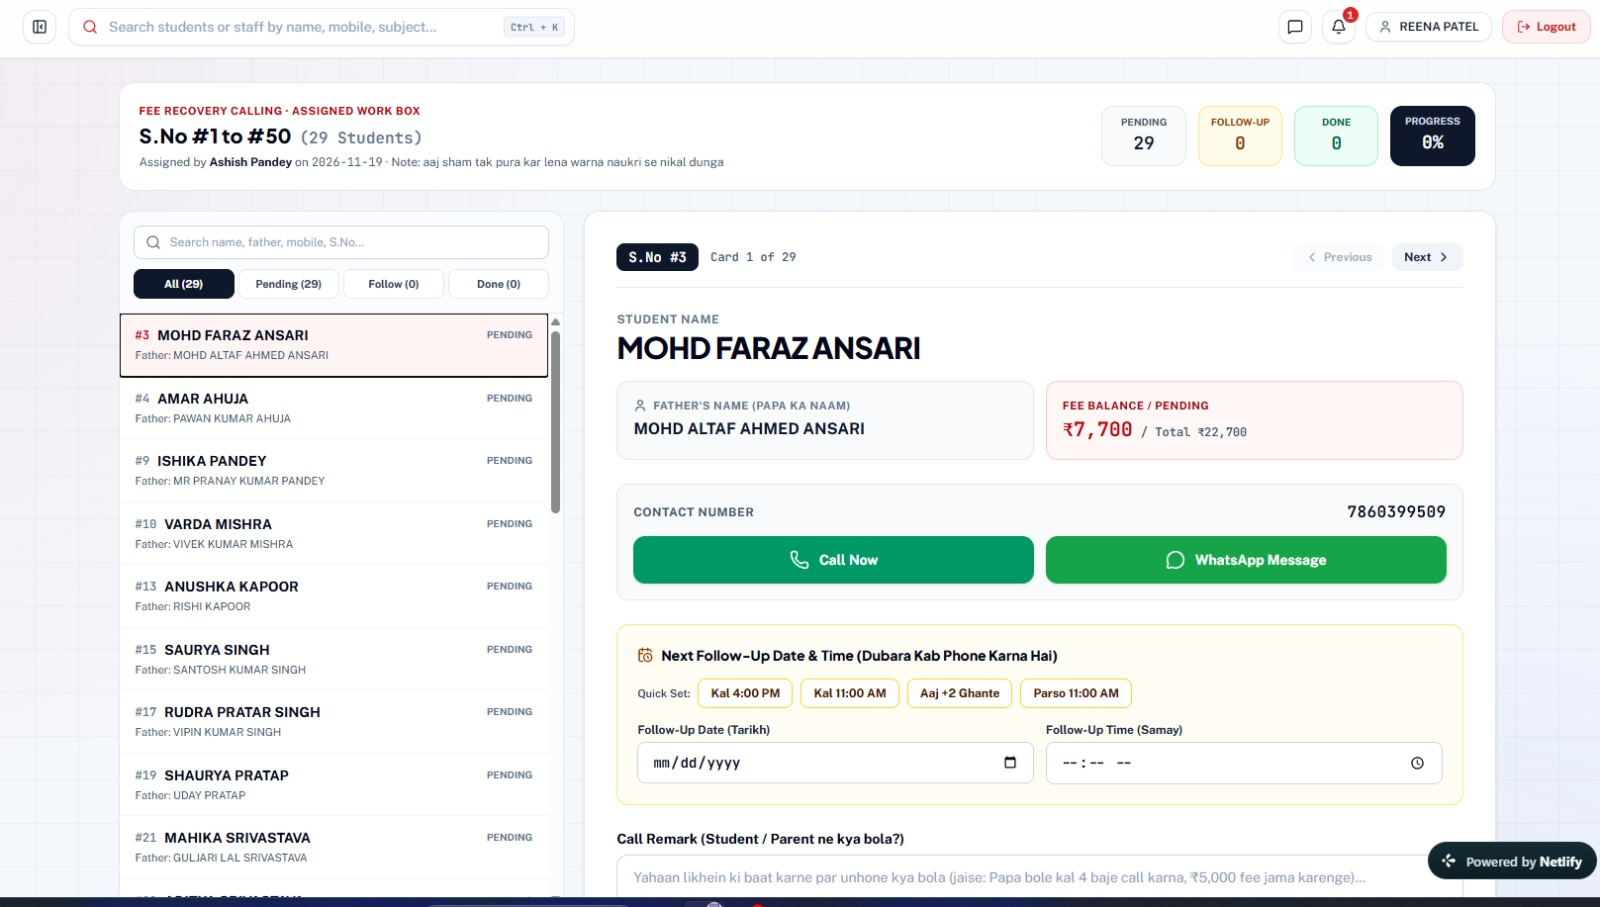 Search students or staff by name, mobile, subject... Ctrl + K
1
REENA PATEL
Logout
FEE RECOVERY CALLING · ASSIGNED WORK BOX
S.No #1 to #50 (29 Students)
Assigned by Ashish Pandey on 2026-11-19 · Note: aaj sham tak pura kar lena warna naukri se nikal dunga
PENDING
29
FOLLOW-UP
0
DONE
0
PROGRESS
0%
Search name, father, mobile, S.No...
All (29) Pending (29) Follow (0) Done (0)
#3 MOHD FARAZ ANSARI PENDING
Father: MOHD ALTAF AHMED ANSARI
#4 AMAR AHUJA PENDING
Father: PAWAN KUMAR AHUJA
#9 ISHIKA PANDEY PENDING
Father: MR PRANAY KUMAR PANDEY
#10 VARDA MISHRA PENDING
Father: VIVEK KUMAR MISHRA
#13 ANUSHKA KAPOOR PENDING
Father: RISHI KAPOOR
#15 SAURYA SINGH PENDING
Father: SANTOSH KUMAR SINGH
#17 RUDRA PRATAR SINGH PENDING
Father: VIPIN KUMAR SINGH
#19 SHAURYA PRATAP PENDING
Father: UDAY PRATAP
#21 MAHIKA SRIVASTAVA PENDING
Father: GULJARI LAL SRIVASTAVA
S.No #3 Card 1 of 29
Previous Next
STUDENT NAME
MOHD FARAZ ANSARI
FATHER'S NAME (PAPA KA NAAM)
MOHD ALTAF AHMED ANSARI
FEE BALANCE / PENDING
₹7,700 / Total ₹22,700
CONTACT NUMBER 7860399509
Call Now WhatsApp Message
Next Follow-Up Date & Time (Dubara Kab Phone Karna Hai)
Quick Set: Kal 4:00 PM Kal 11:00 AM Aaj +2 Ghante Parso 11:00 AM
Follow-Up Date (Tarikh) Follow-Up Time (Samay)
mm/dd/yyyy --:-- --
Call Remark (Student / Parent ne kya bola?)
Yahaan likhein ki baat karne par unhone kya bola (jaise: Papa bole kal 4 baje call karna, ₹5,000 fee jama karenge)...
Powered by Netlify